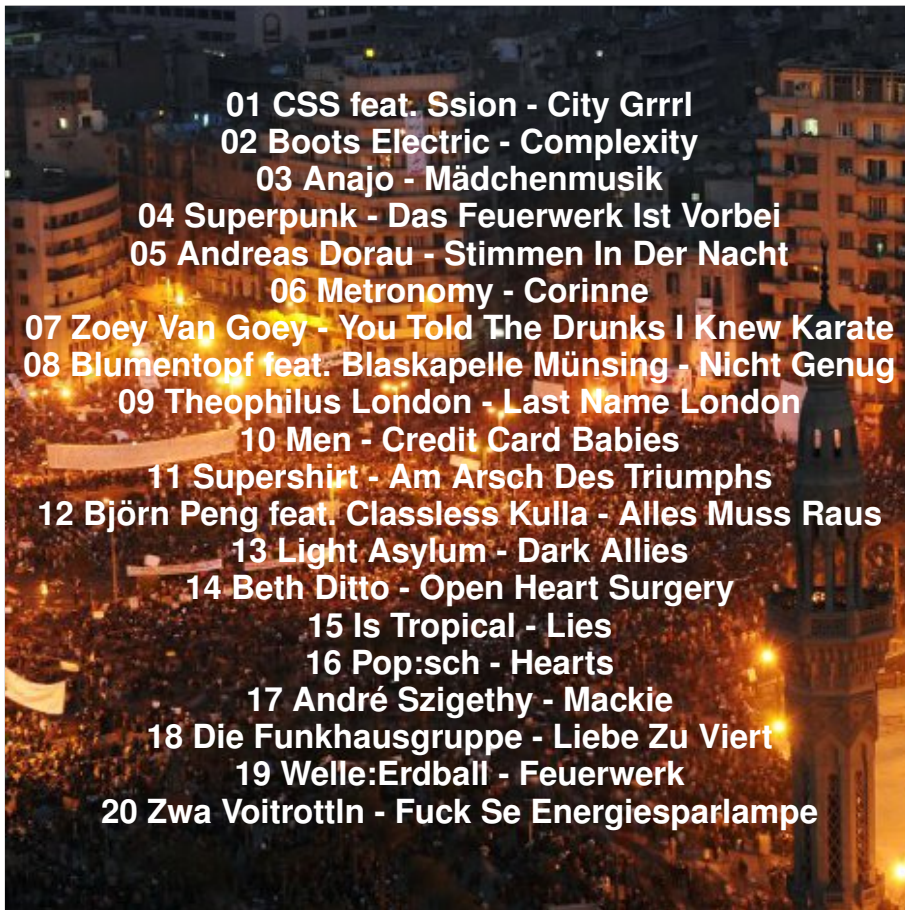 01 CSS feat. Ssion - City Grrrl
02 Boots Electric - Complexity
03 Anajo - Mädchenmusik
04 Superpunk - Das Feuerwerk Ist Vorbei
05 Andreas Dorau - Stimmen In Der Nacht
06 Metronomy - Corinne
07 Zoey Van Goey - You Told The Drunks I Knew Karate
08 Blumentopf feat. Blaskapelle Münsing - Nicht Genug
09 Theophilus London - Last Name London
10 Men - Credit Card Babies
11 Supershirt - Am Arsch Des Triumphs
12 Björn Peng feat. Classless Kulla - Alles Muss Raus
13 Light Asylum - Dark Allies
14 Beth Ditto - Open Heart Surgery
15 Is Tropical - Lies
16 Pop:sch - Hearts
17 André Szigethy - Mackie
18 Die Funkhausgruppe - Liebe Zu Viert
19 Welle:Erdball - Feuerwerk
20 Zwa Voitrottln - Fuck Se Energiesparlampe